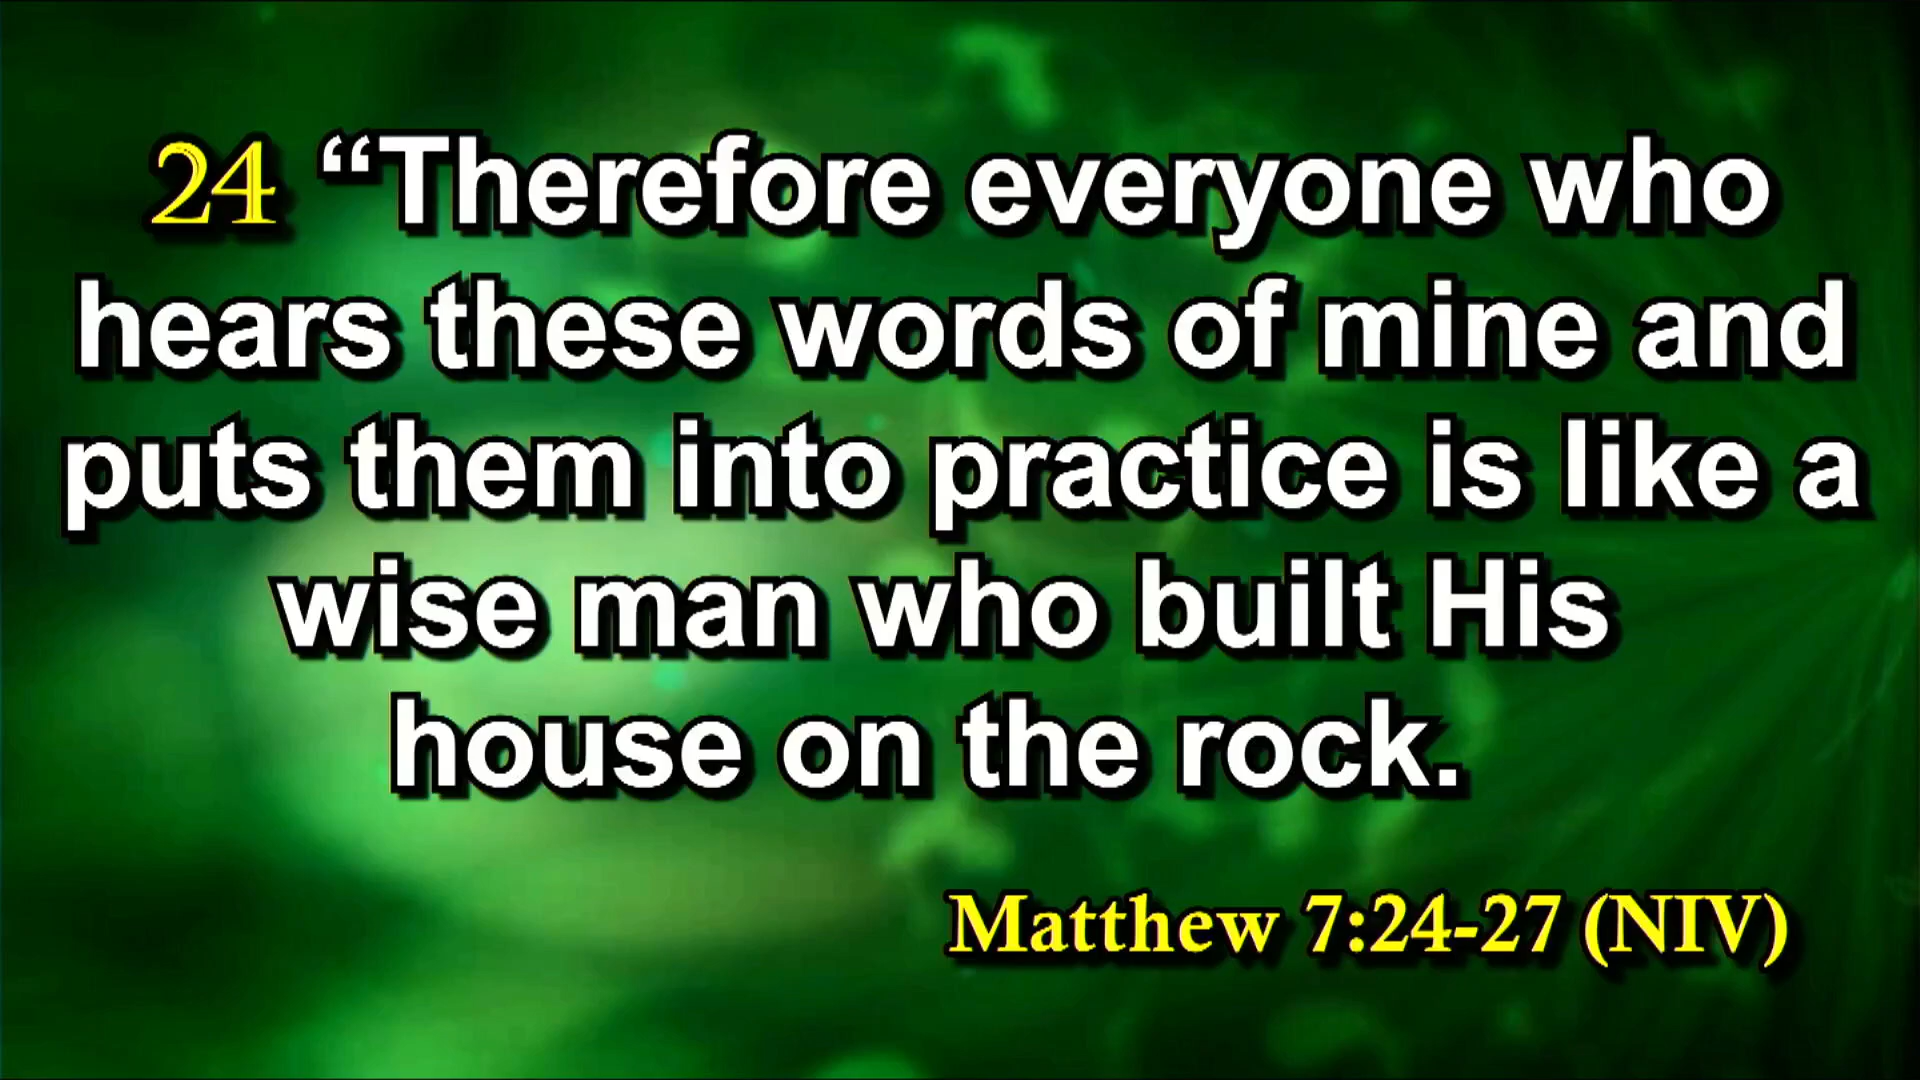 24 “Therefore everyone who
hears these words of mine and
puts them into practice is like a
wise man who built His
house on the rock.
Matthew 7:24-27 (NIV)